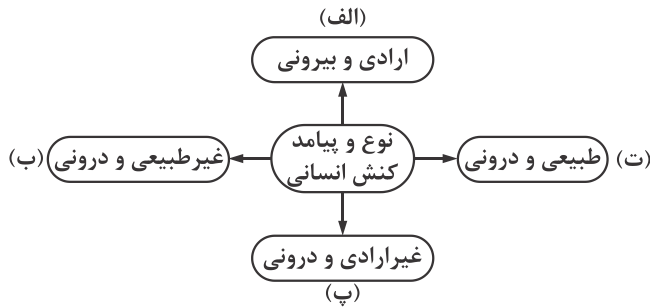 (الف)
ارادی و بیرونی
نوع و پیامد
کنش انسانی
طبیعی و درونی (ت)
غیرطبیعی و درونی (ب)
غیرارادی و درونی
(پ)